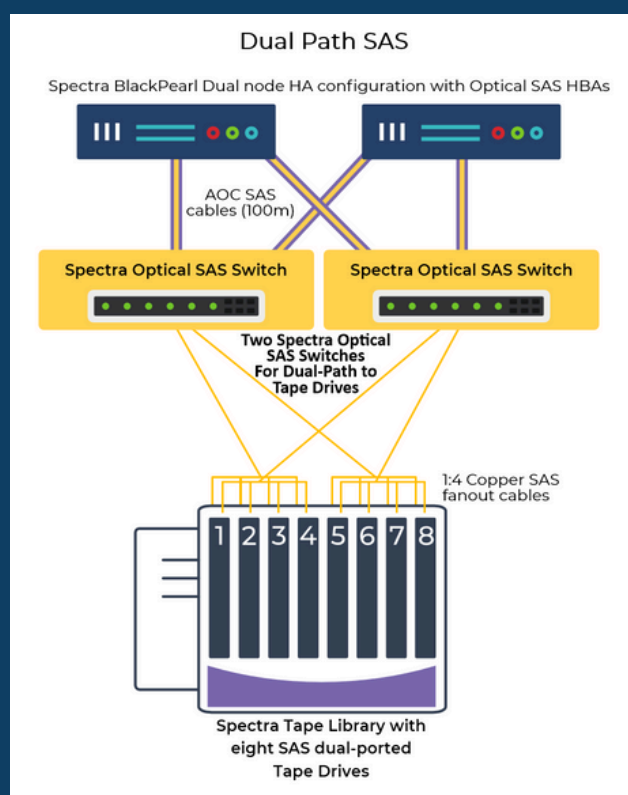 Dual Path SAS
Spectra BlackPearl Dual node HA configuration with Optical SAS HBAs
AOC SAS
cables (100m)
Spectra Optical SAS Switch
Spectra Optical SAS Switch
Two Spectra Optical
SAS Switches
For Dual-Path to
Tape Drives
1:4 Copper SAS
fanout cables
1 2 3 4 5 6 7 8
Spectra Tape Library with
eight SAS dual-ported
Tape Drives